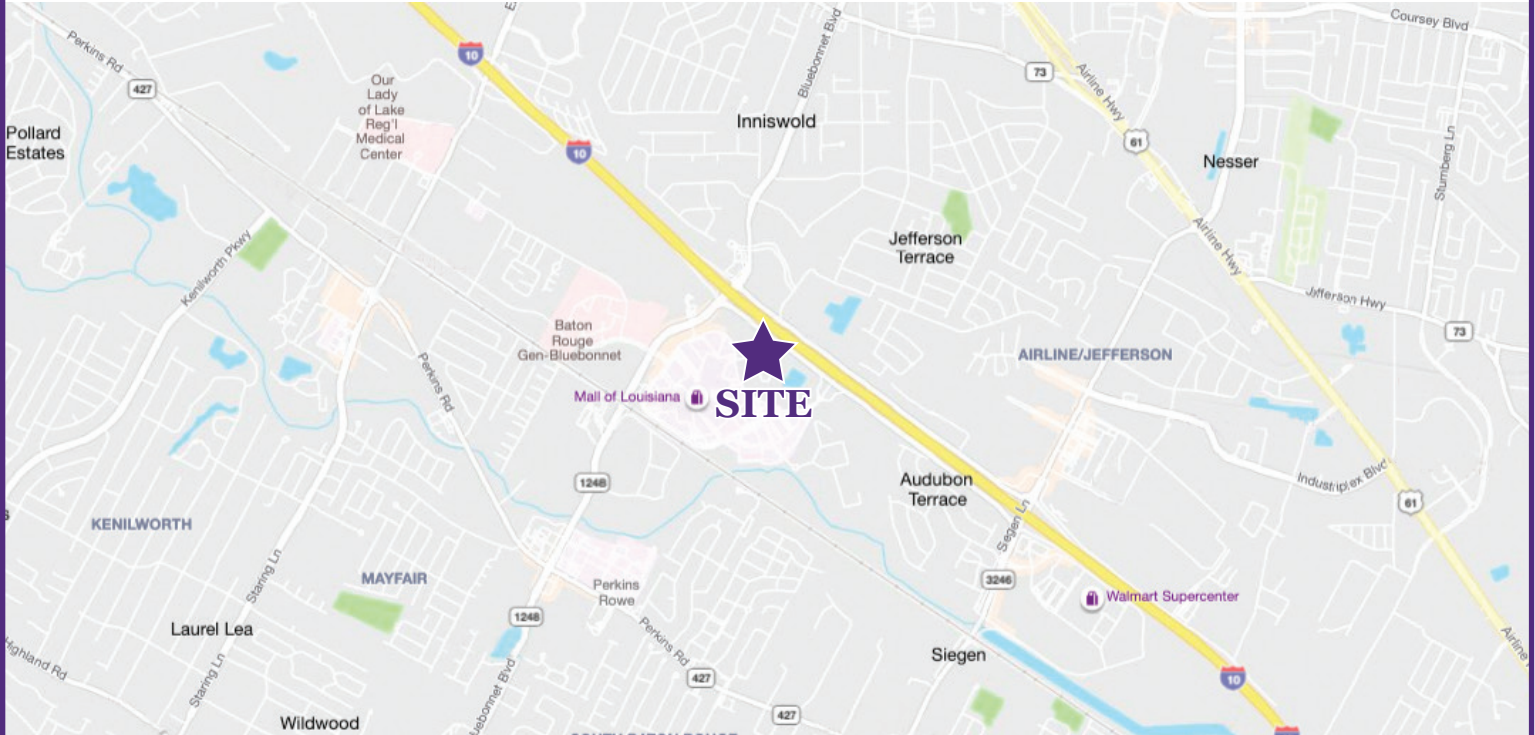 Coursey Blvd
10
Perkins Rd
427
Our
Lady
of Lake
Reg'l
Medical
Center
Bluebonnet Blvd
73
Airline Hwy
Pollard
Estates
Inniswold
10
61
Nesser
Stumberg Ln
Kenilworth Pkwy
Jefferson
Terrace
Airline Hwy
Jefferson Hwy
73
Baton
Rouge
Gen-Bluebonnet
AIRLINE/JEFFERSON
Perkins Rd
Mall of Louisiana
SITE
1248
Audubon
Terrace
Industriplex Blvd
61
KENILWORTH
Siegen Ln
Staring Ln
MAYFAIR
Perkins
Rowe
3246
Walmart Supercenter
1248
Laurel Lea
Perkins Rd
Highland Rd
Staring Ln
Siegen
427
10
Airline
Wildwood
uebonnet Blvd
427